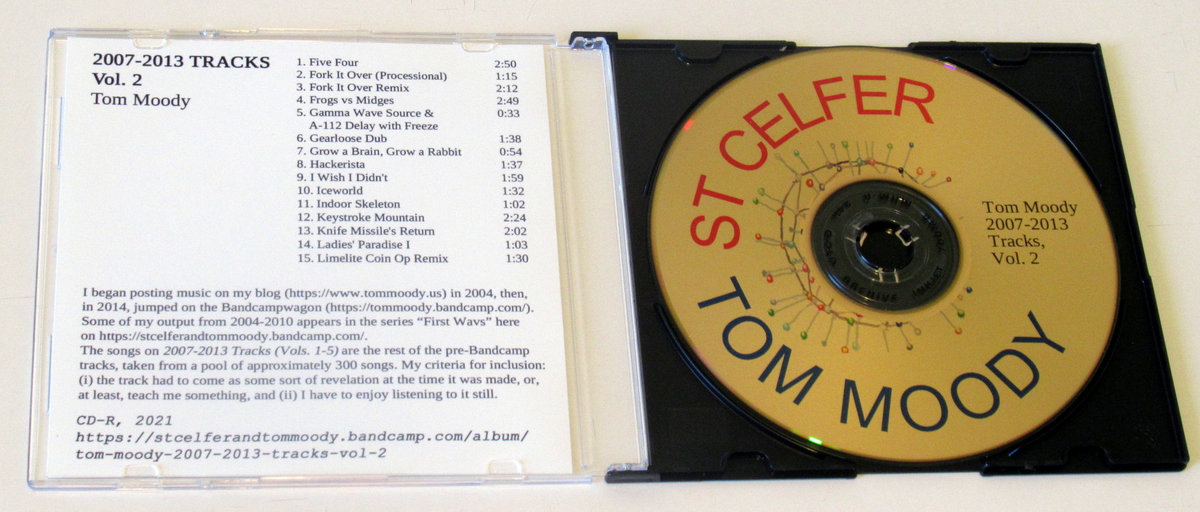 2007-2013 TRACKS
Vol. 2
Tom Moody
1. Five Four 2:50
2. Fork It Over (Processional) 1:15
3. Fork It Over Remix 2:12
4. Frogs vs Midges 2:49
5. Gamma Wave Source & 0:33
A-112 Delay with Freeze
6. Gearloose Dub 1:38
7. Grow a Brain, Grow a Rabbit 0:54
8. Hackerista 1:37
9. I Wish I Didn't 1:59
10. Iceworld 1:32
11. Indoor Skeleton 1:02
12. Keystroke Mountain 2:24
13. Knife Missile's Return 2:02
14. Ladies' Paradise I 1:03
15. Limelite Coin Op Remix 1:30
I began posting music on my blog (https://www.tommoody.us) in 2004, then,
in 2014, jumped on the Bandcampwagon (https://tommoody.bandcamp.com/).
Some of my output from 2004-2010 appears in the series “First Wavs” here
on https://stcelferandtommoody.bandcamp.com/.
The songs on 2007-2013 Tracks (Vols. 1-5) are the rest of the pre-Bandcamp
tracks, taken from a pool of approximately 300 songs. My criteria for inclusion:
(i) the track had to come as some sort of revelation at the time it was made, or,
at least, teach me something, and (ii) I have to enjoy listening to it still.
CD-R, 2021
https://stcelferandtommoody.bandcamp.com/album/
tom-moody-2007-2013-tracks-vol-2
ST CELFER
TOM MOODY
Tom Moody
2007-2013
Tracks,
Vol. 2